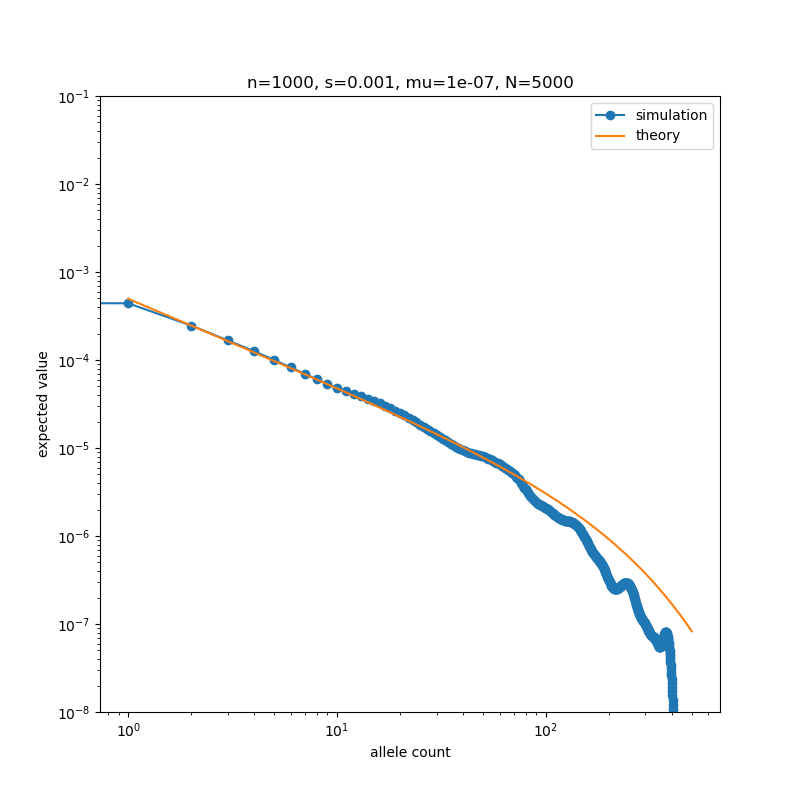 n=1000, s=0.001, mu=1e-07, N=5000
simulation
theory
10⁻¹
10⁻²
10⁻³
10⁻⁴
10⁻⁵
10⁻⁶
10⁻⁷
10⁻⁸
expected value
10⁰
10¹
10²
allele count